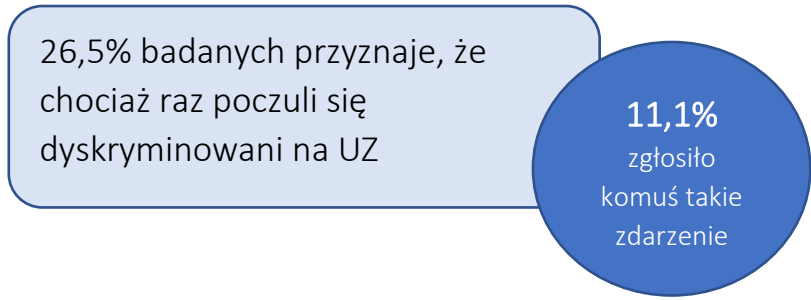 26,5% badanych przyznaje, że
chociaż raz poczuli się
dyskryminowani na UZ
11,1%
zgłosiło
komuś takie
zdarzenie